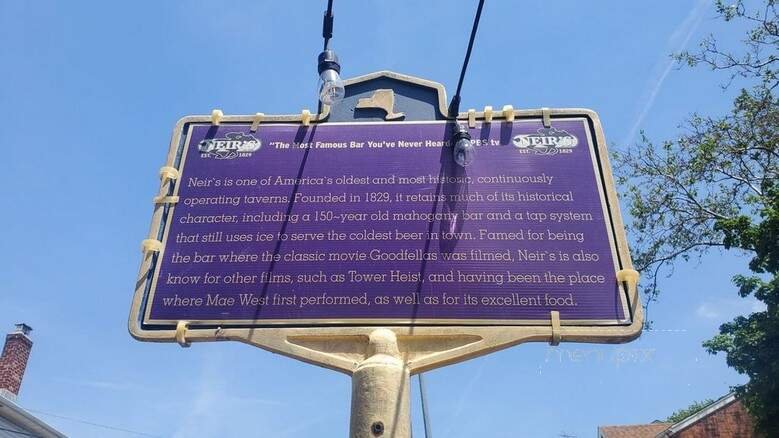 NEIR'S
EST. 1829
"The Most Famous Bar You've Never Heard PBS tv
NEIR'S
EST. 1829
Neir's is one of America's oldest and most historic, continuously
operating taverns. Founded in 1829, it retains much of its historical
character, including a 150-year old mahogany bar and a tap system
that still uses ice to serve the coldest beer in town. Famed for being
the bar where the classic movie Goodfellas was filmed, Neir's is also
know for other films, such as Tower Heist, and having been the place
where Mae West first performed, as well as for its excellent food.
menupix